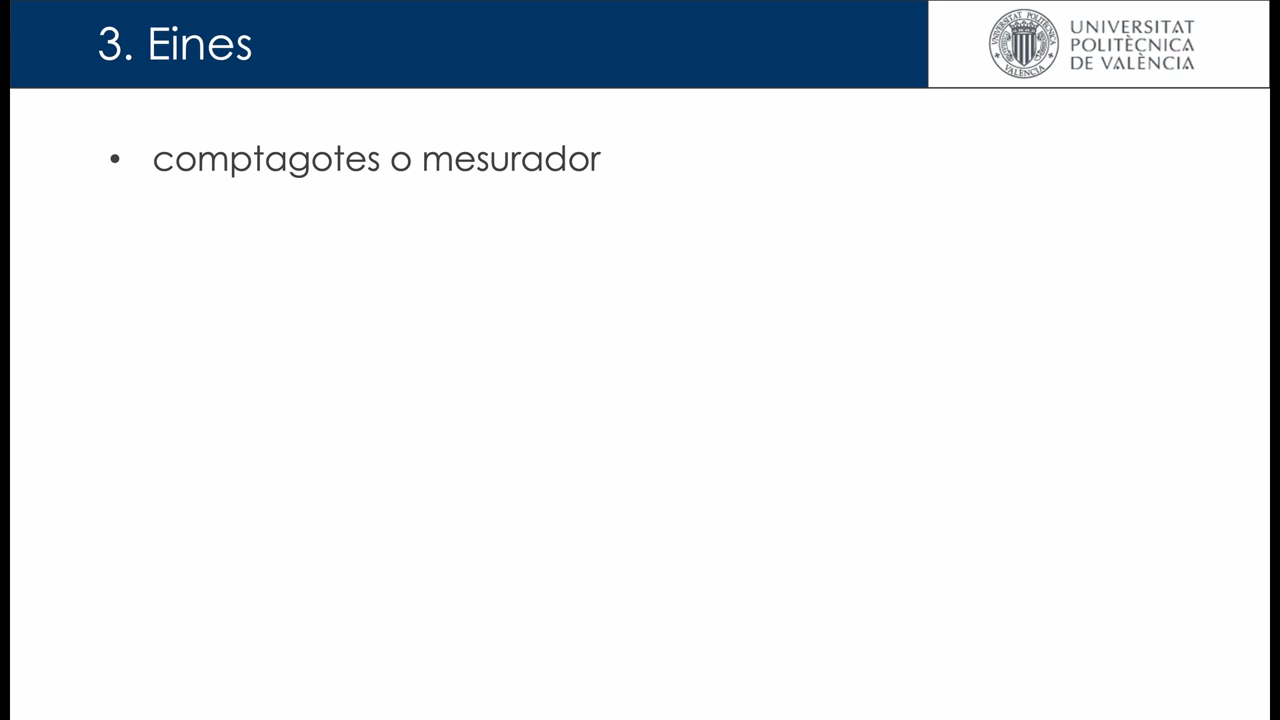 3. Eines
UNIVERSITAT
POLITÈCNICA
DE VALÈNCIA
• comptagotes o mesurador